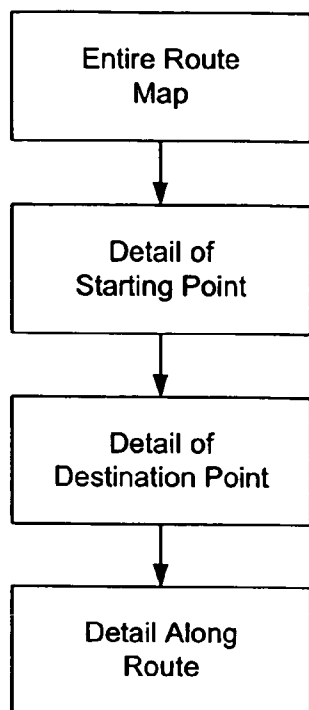 Entire Route
Map
Detail of
Starting Point
Detail of
Destination Point
Detail Along
Route